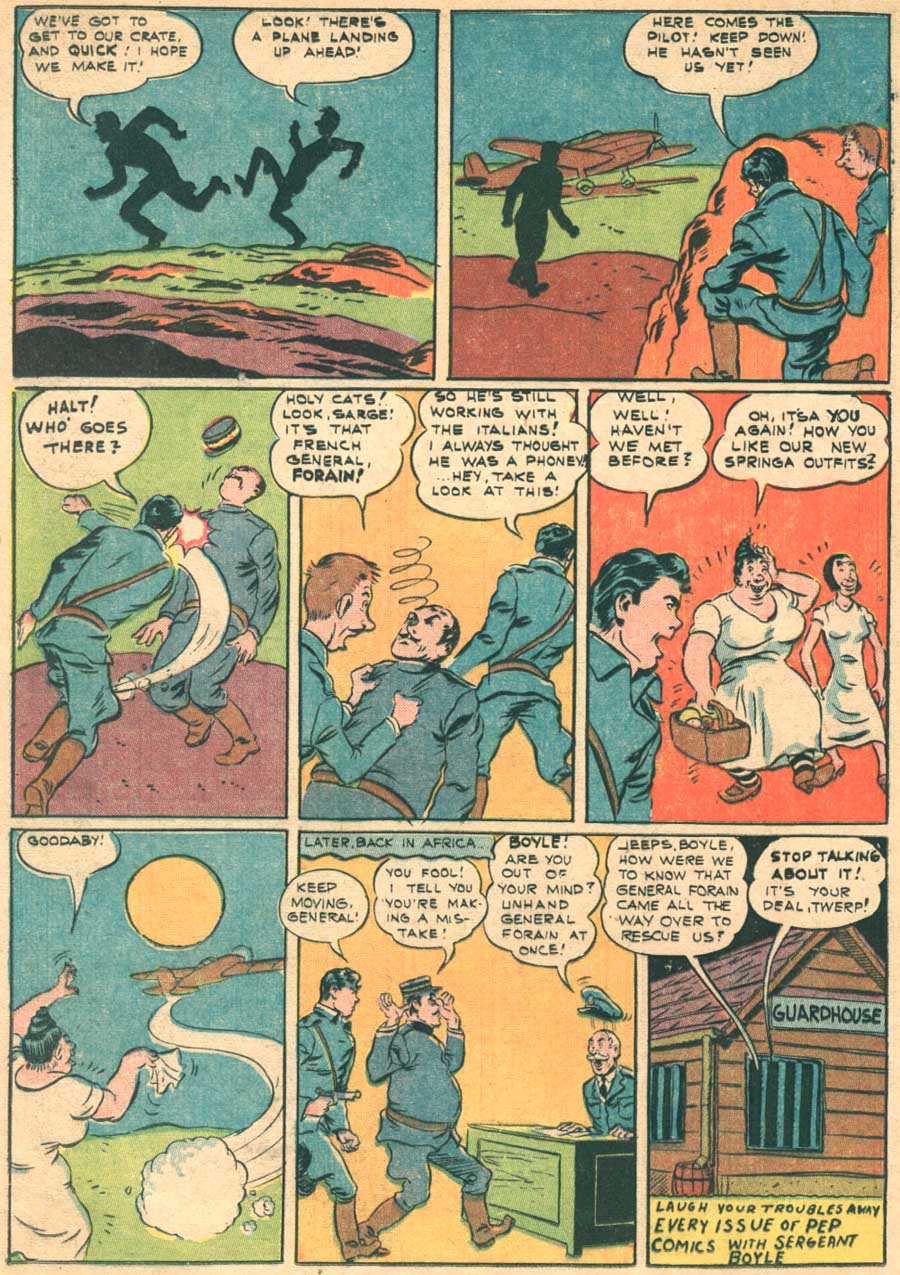 WE'VE GOT TO
GET TO OUR CRATE,
AND QUICK! I HOPE
WE MAKE IT!
LOOK! THERE'S
A PLANE LANDING
UP AHEAD!
HERE COMES THE
PILOT! KEEP DOWN!
HE HASN'T SEEN
US YET!
HALT!
WHO GOES
THERE?
HOLY CATS!
LOOK, SARGE!
IT'S THAT
FRENCH
GENERAL,
FORAIN!
SO HE'S STILL
WORKING WITH
THE ITALIANS!
I ALWAYS THOUGHT
HE WAS A PHONEY!
...HEY, TAKE A
LOOK AT THIS!
WELL,
WELL!
HAVEN'T
WE MET
BEFORE?
OH, IT'SA YOU
AGAIN! HOW YOU
LIKE OUR NEW
SPRINGA OUTFITS?
GOODABY!
LATER, BACK IN AFRICA...
KEEP
MOVING,
GENERAL!
YOU FOOL!
I TELL YOU
YOU'RE MAK-
ING A MIS-
TAKE!
BOYLE!
ARE YOU
OUT OF
YOUR MIND?
UNHAND
GENERAL
FORAIN AT
ONCE!
JEEPS, BOYLE,
HOW WERE WE
TO KNOW THAT
GENERAL FORAIN
CAME ALL THE
WAY OVER TO
RESCUE US?
STOP TALKING
ABOUT IT!
IT'S YOUR
DEAL, TWERP!
GUARDHOUSE
LAUGH YOUR TROUBLES AWAY
EVERY ISSUE OF PEP
COMICS WITH SERGEANT
BOYLE